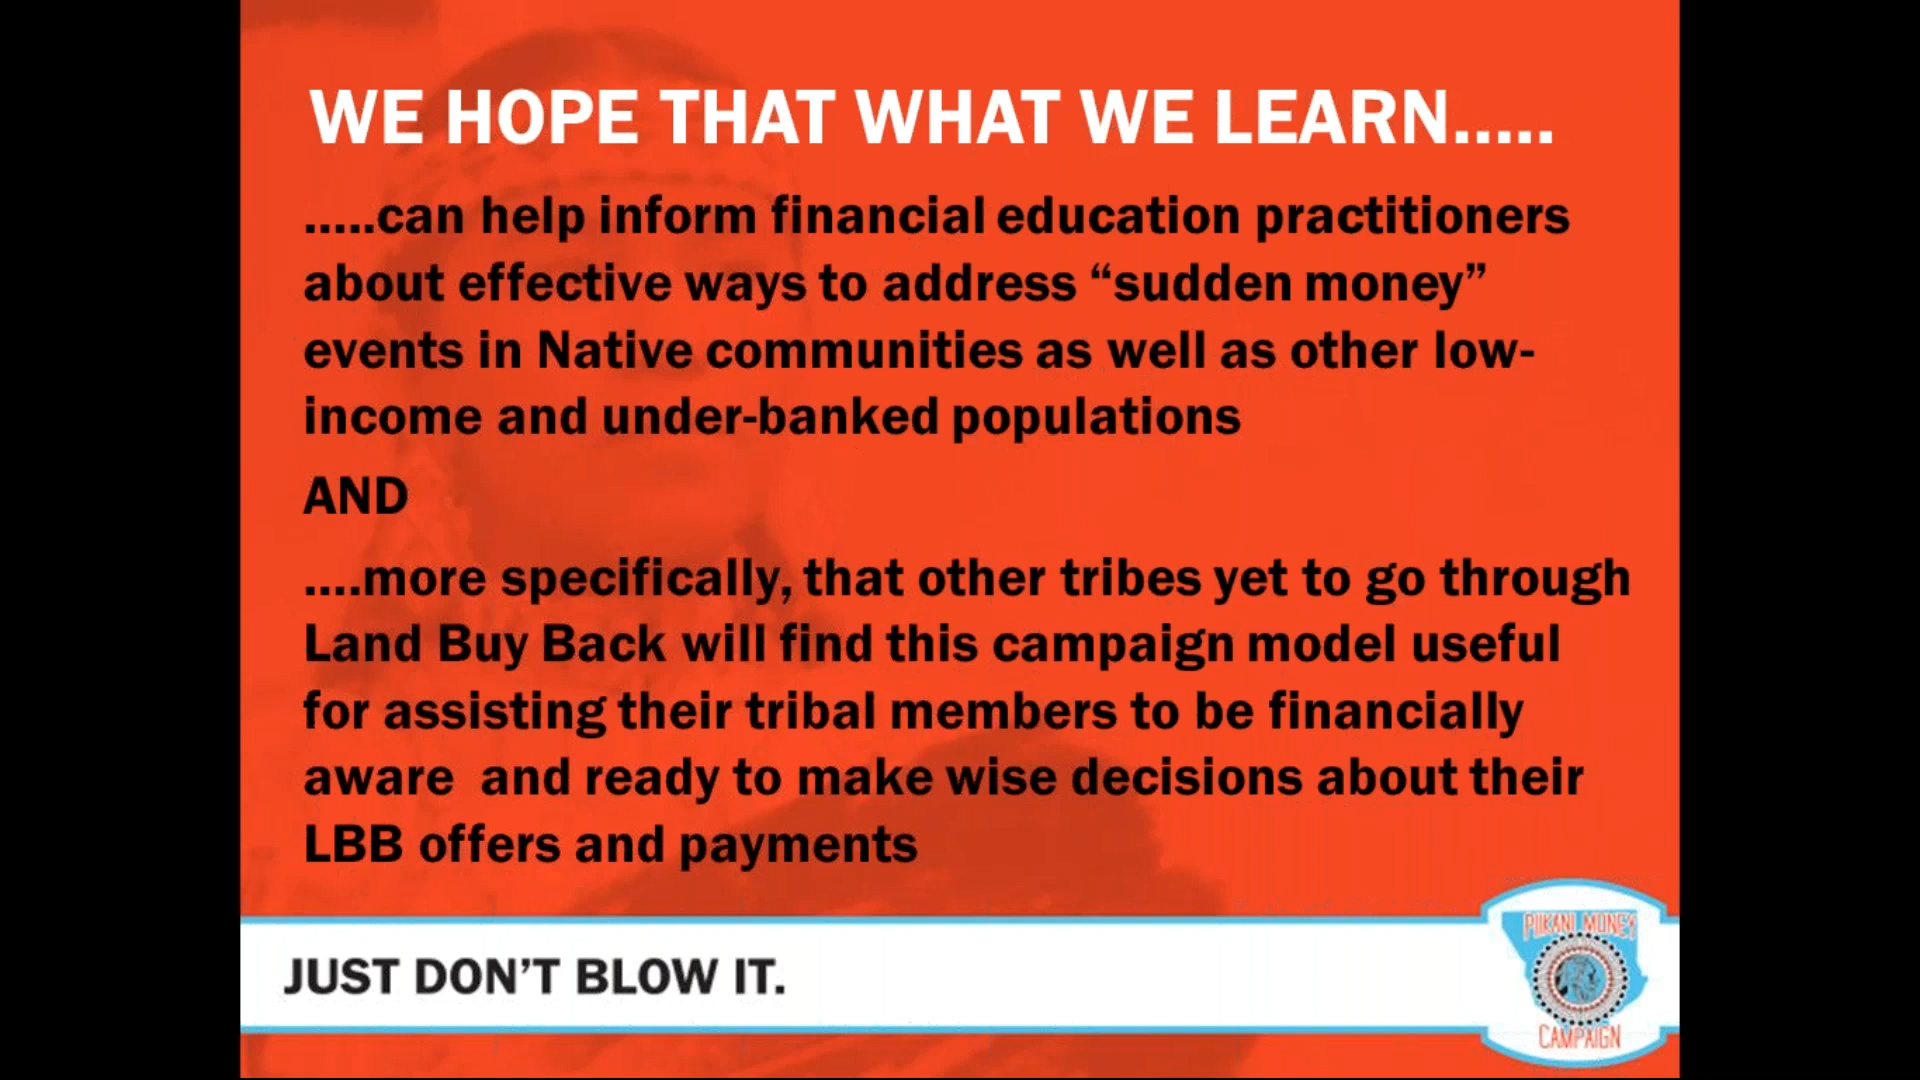 WE HOPE THAT WHAT WE LEARN.....
.....can help inform financial education practitioners
about effective ways to address “sudden money”
events in Native communities as well as other low-
income and under-banked populations
AND
....more specifically, that other tribes yet to go through
Land Buy Back will find this campaign model useful
for assisting their tribal members to be financially
aware  and ready to make wise decisions about their
LBB offers and payments
JUST DON’T BLOW IT.
PIIKANI MONEY
CAMPAIGN